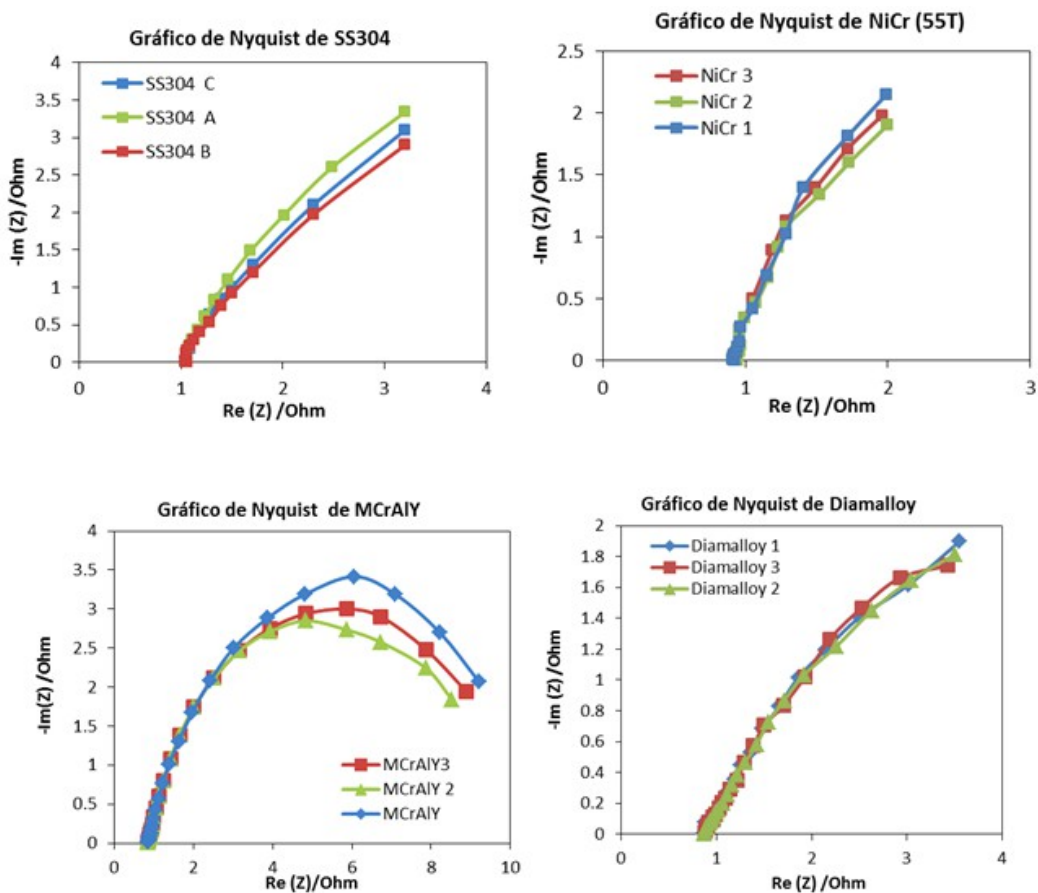 Gráfico de Nyquist de SS304
4
3.5
3
2.5
2
1.5
1
0.5
0
-Im (Z) /Ohm
SS304 C
SS304 A
SS304 B
0 1 2 3 4
Re (Z) /Ohm
Gráfico de Nyquist de NiCr (55T)
2.5
2
1.5
1
0.5
0
-Im (Z) /Ohm
NiCr 3
NiCr 2
NiCr 1
0 1 2 3
Re (Z) /Ohm
Gráfico de Nyquist de MCrAlY
4
3.5
3
2.5
2
1.5
1
0.5
0
-Im(Z) /Ohm
MCrAlY3
MCrAlY 2
MCrAlY
0 2 4 6 8 10
Re (Z)/Ohm
Gráfico de Nyquist de Diamalloy
2
1.8
1.6
1.4
1.2
1
0.8
0.6
0.4
0.2
0
-Im (Z) /Ohm
Diamalloy 1
Diamalloy 3
Diamalloy 2
0 1 2 3 4
Re (Z) /Ohm